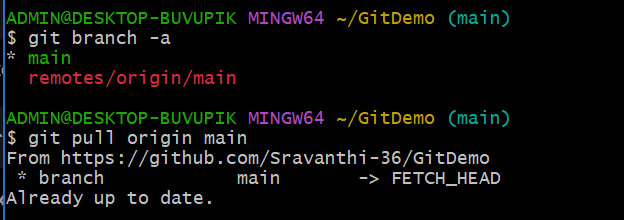 ADMIN@DESKTOP-BUVUPIK MINGW64 ~/GitDemo (main)
$ git branch -a
* main
  remotes/origin/main

ADMIN@DESKTOP-BUVUPIK MINGW64 ~/GitDemo (main)
$ git pull origin main
From https://github.com/Sravanthi-36/GitDemo
 * branch            main       -> FETCH_HEAD
Already up to date.